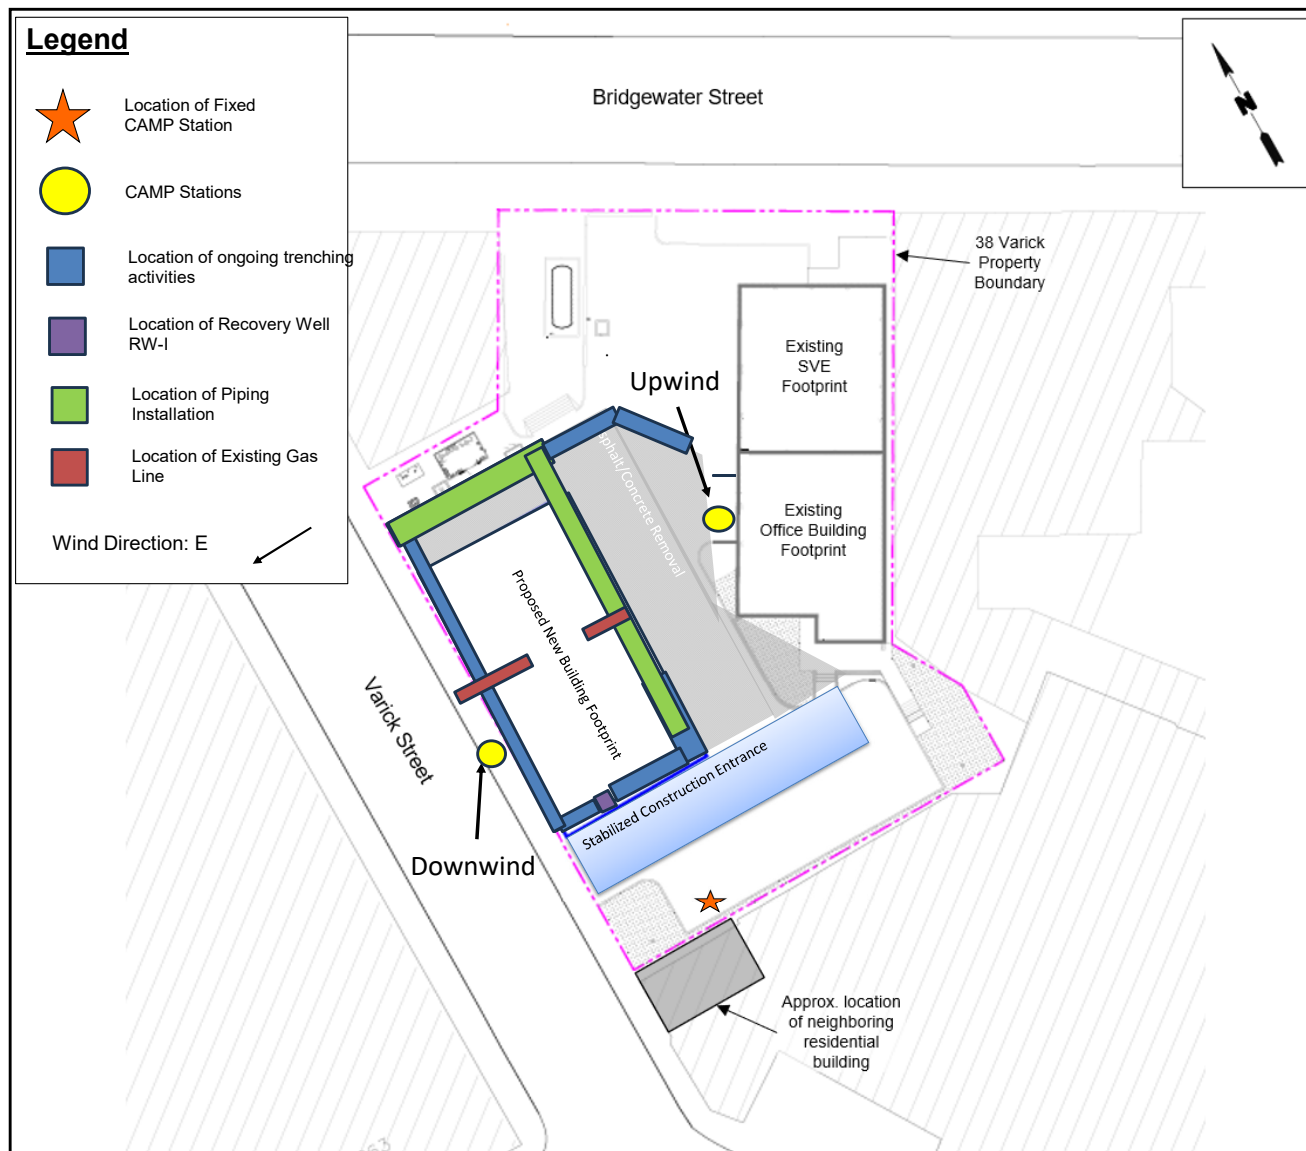 Legend
Location of Fixed
CAMP Station
CAMP Stations
Location of ongoing trenching
activities
Location of Recovery Well
RW-I
Location of Piping
Installation
Location of Existing Gas
Line
Wind Direction: E
Bridgewater Street
N
38 Varick
Property
Boundary
Existing
SVE
Footprint
Upwind
Asphalt/Concrete Removal
Existing
Office Building
Footprint
Proposed New Building Footprint
Varick Street
Stabilized Construction Entrance
Downwind
Approx. location
of neighboring
residential
building